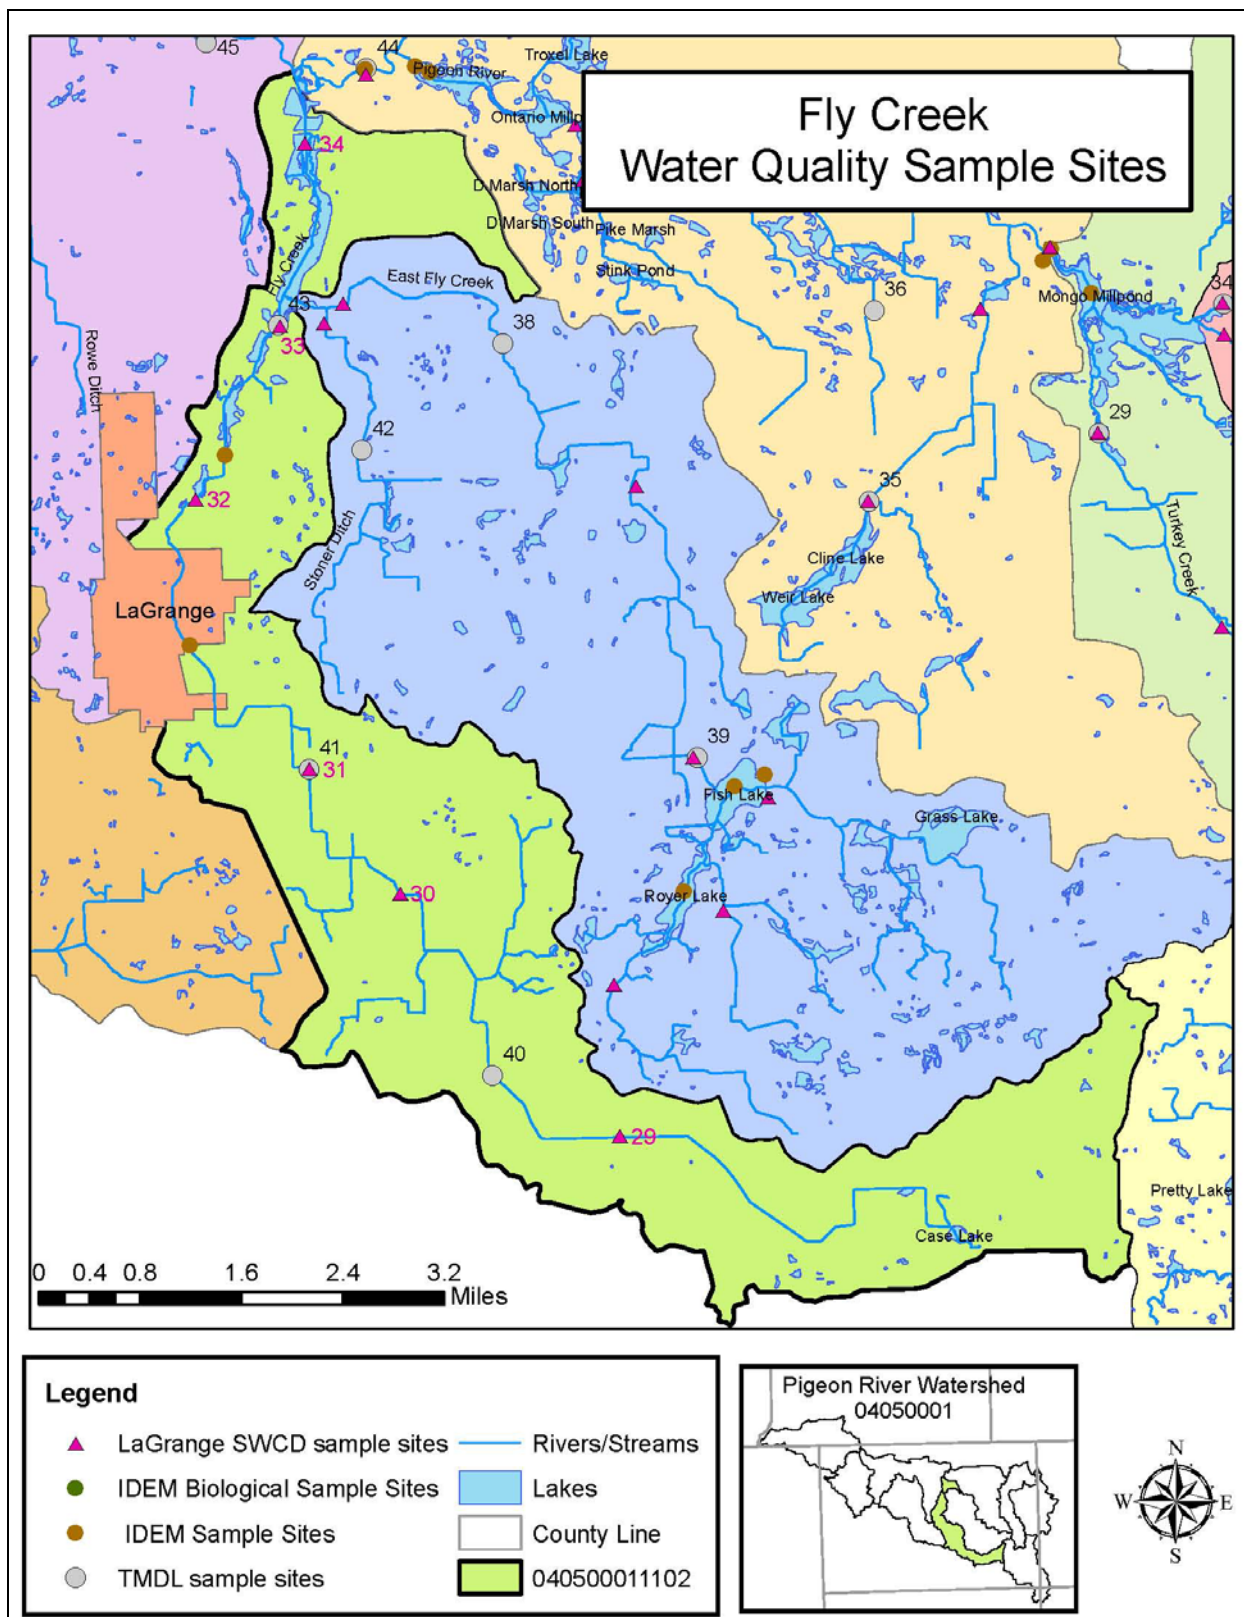 45
44
Troxel Lake
Pigeon River
Fly Creek
Water Quality Sample Sites
Ontario Millp
34
D Marsh North
D Marsh South
Pike Marsh
Stink Pond
Fly Creek
East Fly Creek
43
33
38
36
Mongo Millpond
34
Rowe Ditch
42
29
32
35
Turkey Creek
Stoner Ditch
Cline Lake
Weir Lake
LaGrange
41
31
39
Fish Lake
Grass Lake
30
Royer Lake
40
29
Pretty Lake
Case Lake
0 0.4 0.8 1.6 2.4 3.2
Miles
Legend
LaGrange SWCD sample sites
IDEM Biological Sample Sites
IDEM Sample Sites
TMDL sample sites
Rivers/Streams
Lakes
County Line
040500011102
Pigeon River Watershed
04050001
N
W E
S